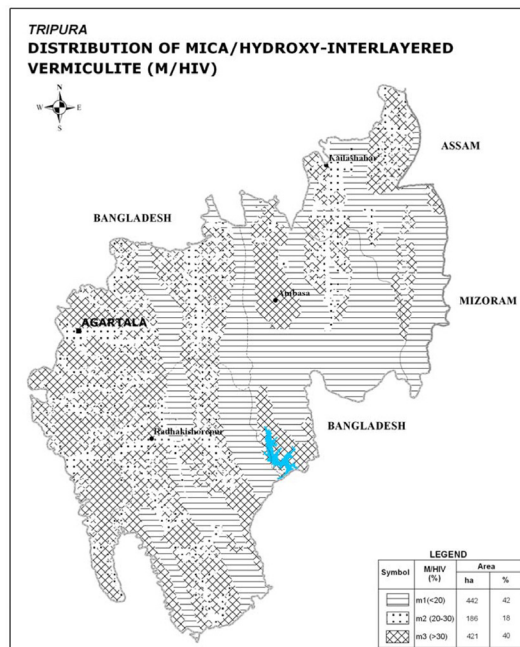 TRIPURA
DISTRIBUTION OF MICA/HYDROXY-INTERLAYERED
VERMICULITE (M/HIV)
N
W E
S
ASSAM
Kailashahar
BANGLADESH
MIZORAM
Ambasa
AGARTALA
BANGLADESH
Radhakishorepur
LEGEND
Symbol M/HIV (%) Area
ha %
m1(<20) 442 42
m2 (20-30) 186 18
m3 (>30) 421 40